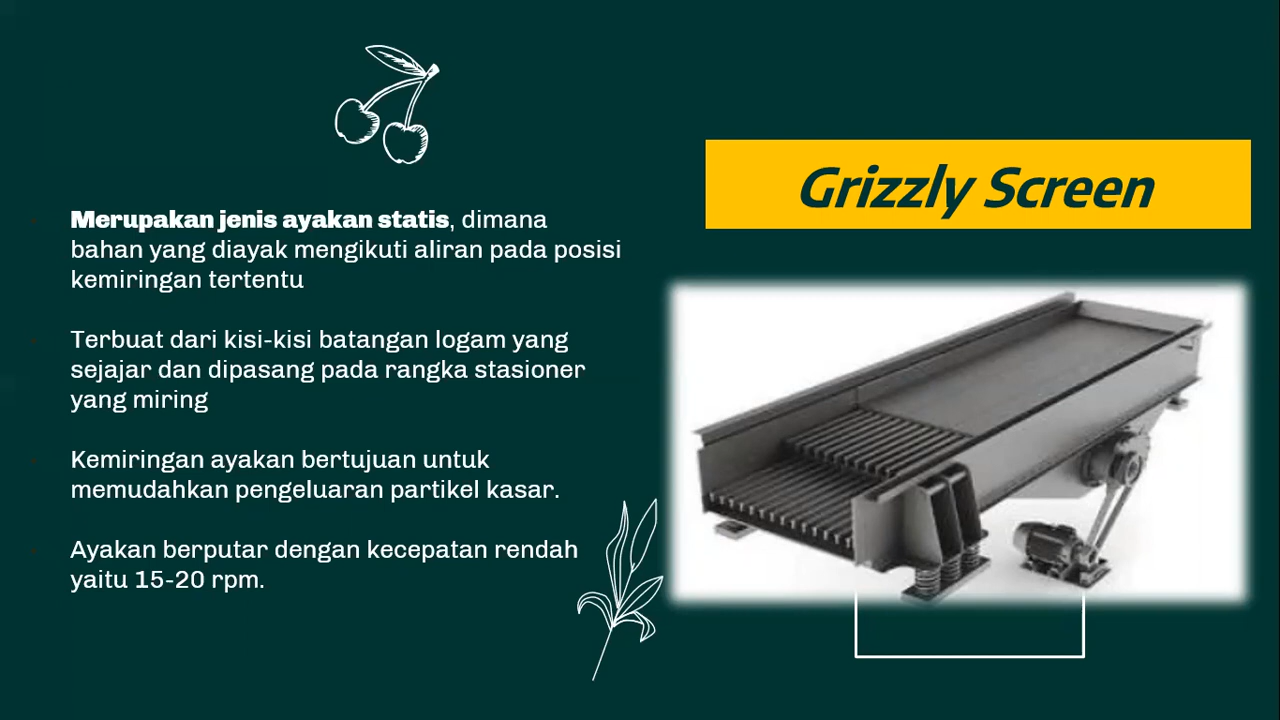 Grizzly Screen
Merupakan jenis ayakan statis, dimana
bahan yang diayak mengikuti aliran pada posisi
kemiringan tertentu
Terbuat dari kisi-kisi batangan logam yang
sejajar dan dipasang pada rangka stasioner
yang miring
Kemiringan ayakan bertujuan untuk
memudahkan pengeluaran partikel kasar.
Ayakan berputar dengan kecepatan rendah
yaitu 15-20 rpm.